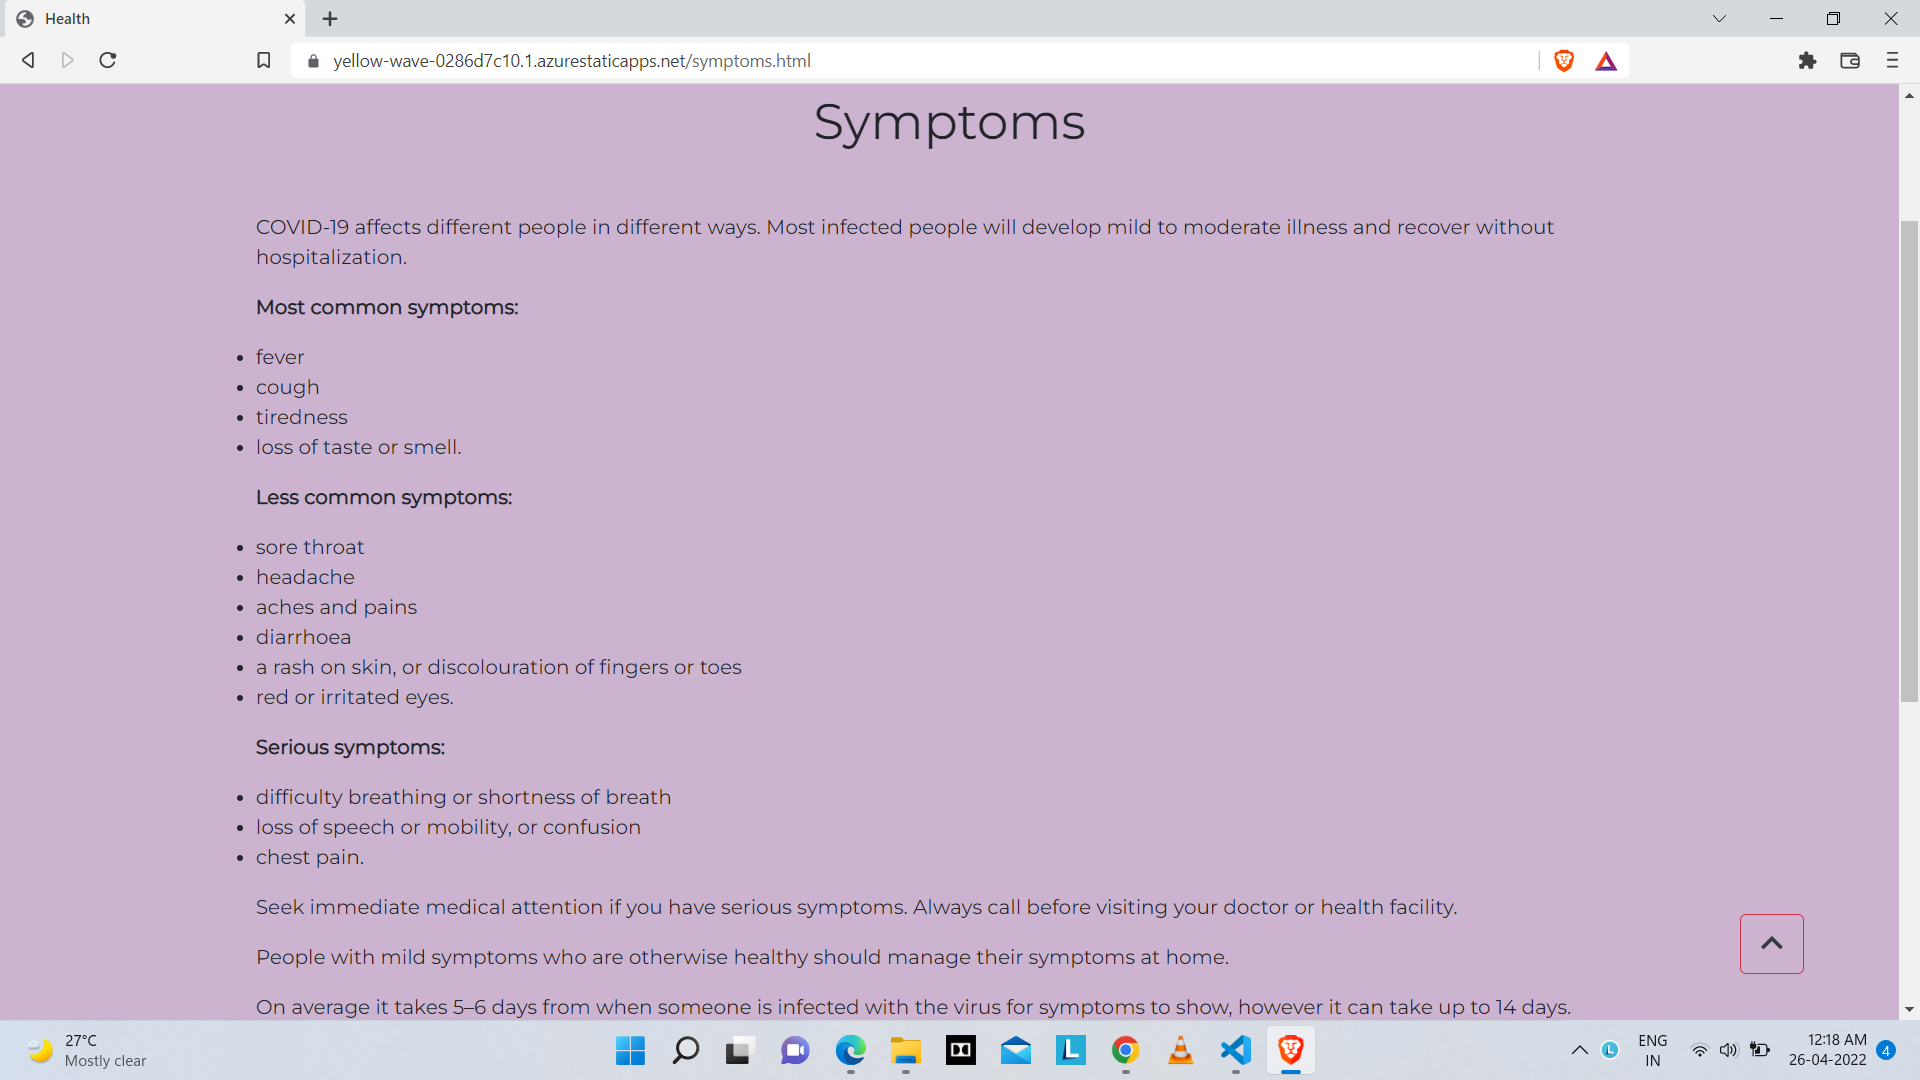 Health
yellow-wave-0286d7c10.1.azurestaticapps.net/symptoms.html
Symptoms
COVID-19 affects different people in different ways. Most infected people will develop mild to moderate illness and recover without
hospitalization.
Most common symptoms:
fever
cough
tiredness
loss of taste or smell.
Less common symptoms:
sore throat
headache
aches and pains
diarrhoea
a rash on skin, or discolouration of fingers or toes
red or irritated eyes.
Serious symptoms:
difficulty breathing or shortness of breath
loss of speech or mobility, or confusion
chest pain.
Seek immediate medical attention if you have serious symptoms. Always call before visiting your doctor or health facility.
People with mild symptoms who are otherwise healthy should manage their symptoms at home.
On average it takes 5–6 days from when someone is infected with the virus for symptoms to show, however it can take up to 14 days.
27°C
Mostly clear
L
L
ENG
IN
12:18 AM
26-04-2022
4